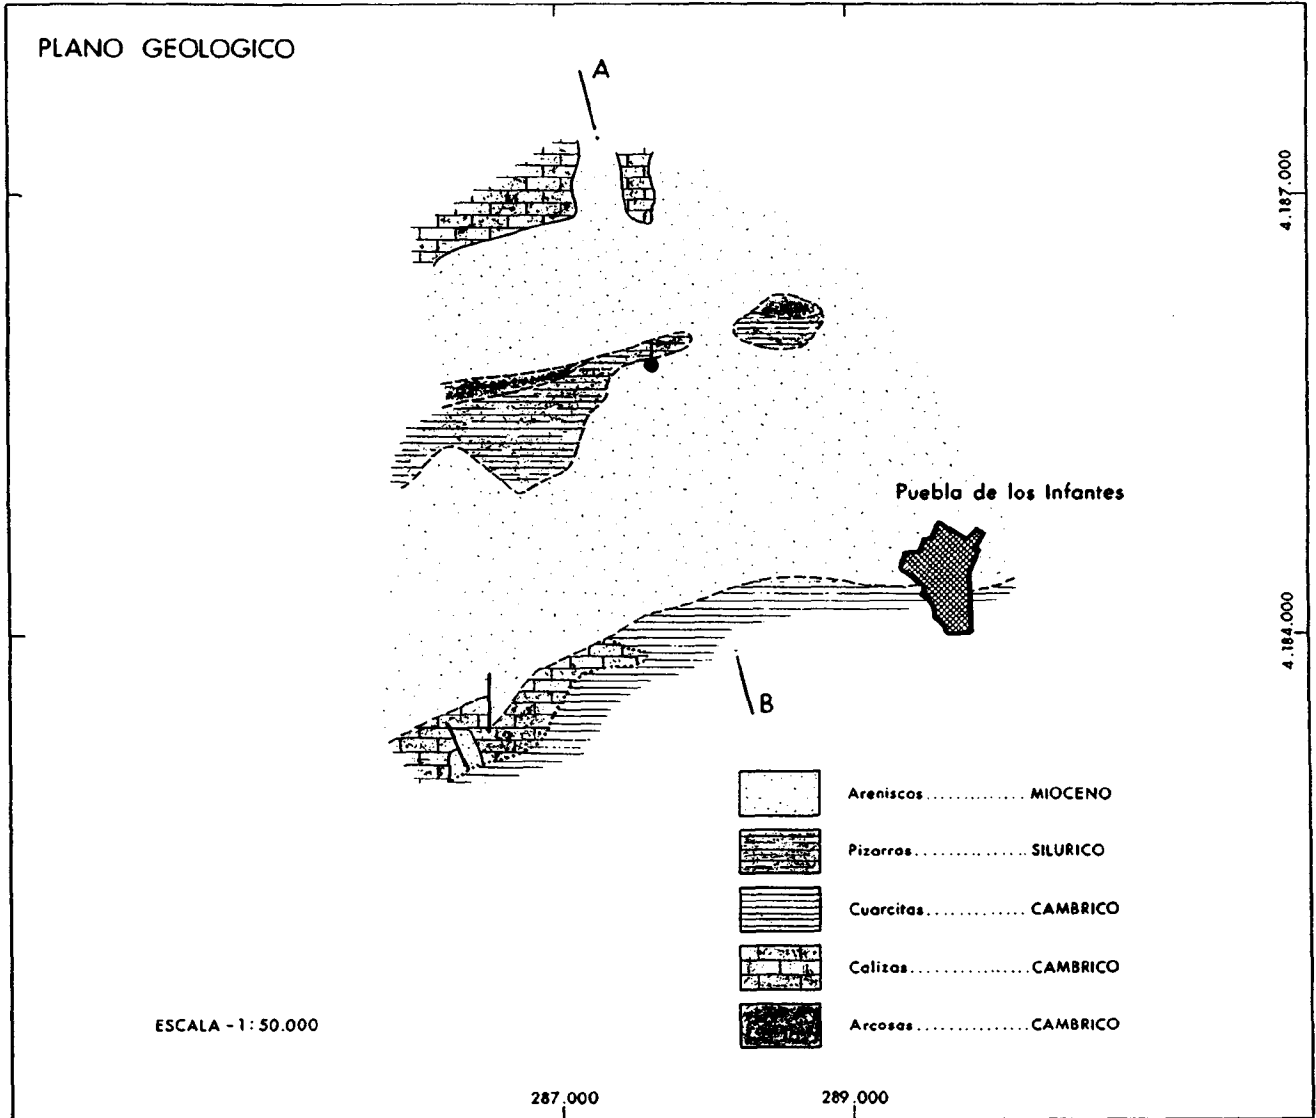 PLANO GEOLOGICO
A
4.187.000
Puebla de los Infantes
4.184.000
B
Areniscas............. MIOCENO
Pizarras............... SILURICO
Cuarcitas............ CAMBRICO
Calizas................ CAMBRICO
Arcosas.............. CAMBRICO
ESCALA - 1:50.000
287.000 289.000